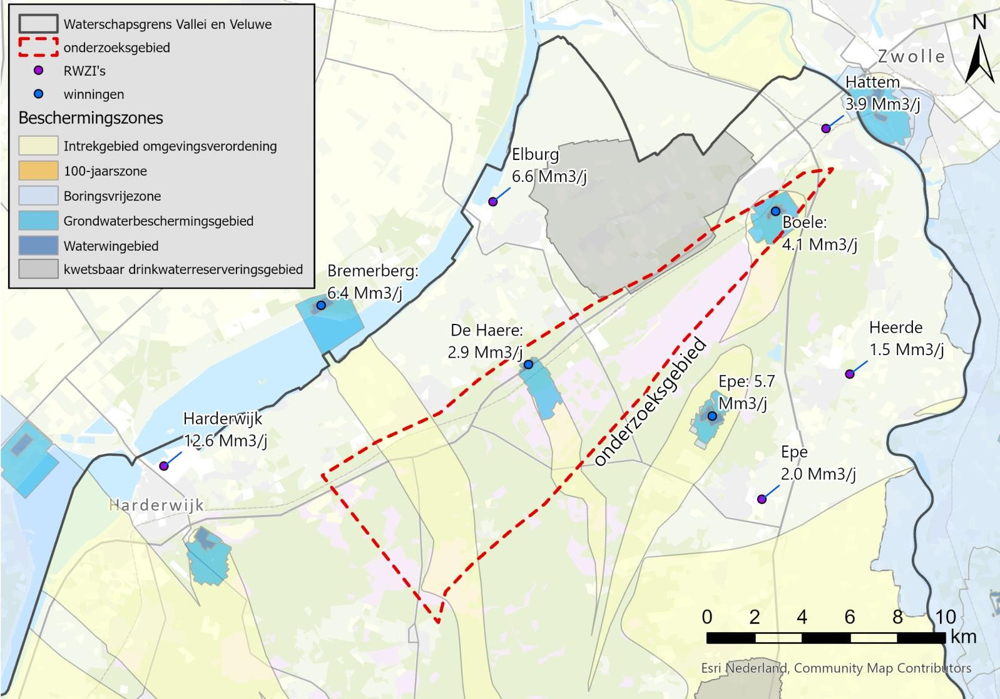 Waterschapsgrens Vallei en Veluwe
onderzoeksgebied
RWZI's
winningen
Beschermingszones
Intrekgebied omgevingsverordening
100-jaarszone
Boringsvrijezone
Grondwaterbeschermingsgebied
Waterwingebied
kwetsbaar drinkwaterreserveringsgebied
N
Zwolle
Hattem
3.9 Mm3/j
Elburg
6.6 Mm3/j
Boele:
4.1 Mm3/j
Bremerberg:
6.4 Mm3/j
De Haere:
2.9 Mm3/j
Heerde
1.5 Mm3/j
onderzoeksgebied
Epe: 5.7
Mm3/j
Harderwijk
12.6 Mm3/j
Epe
2.0 Mm3/j
Harderwijk
0 2 4 6 8 10
km
Esri Nederland, Community Map Contributors